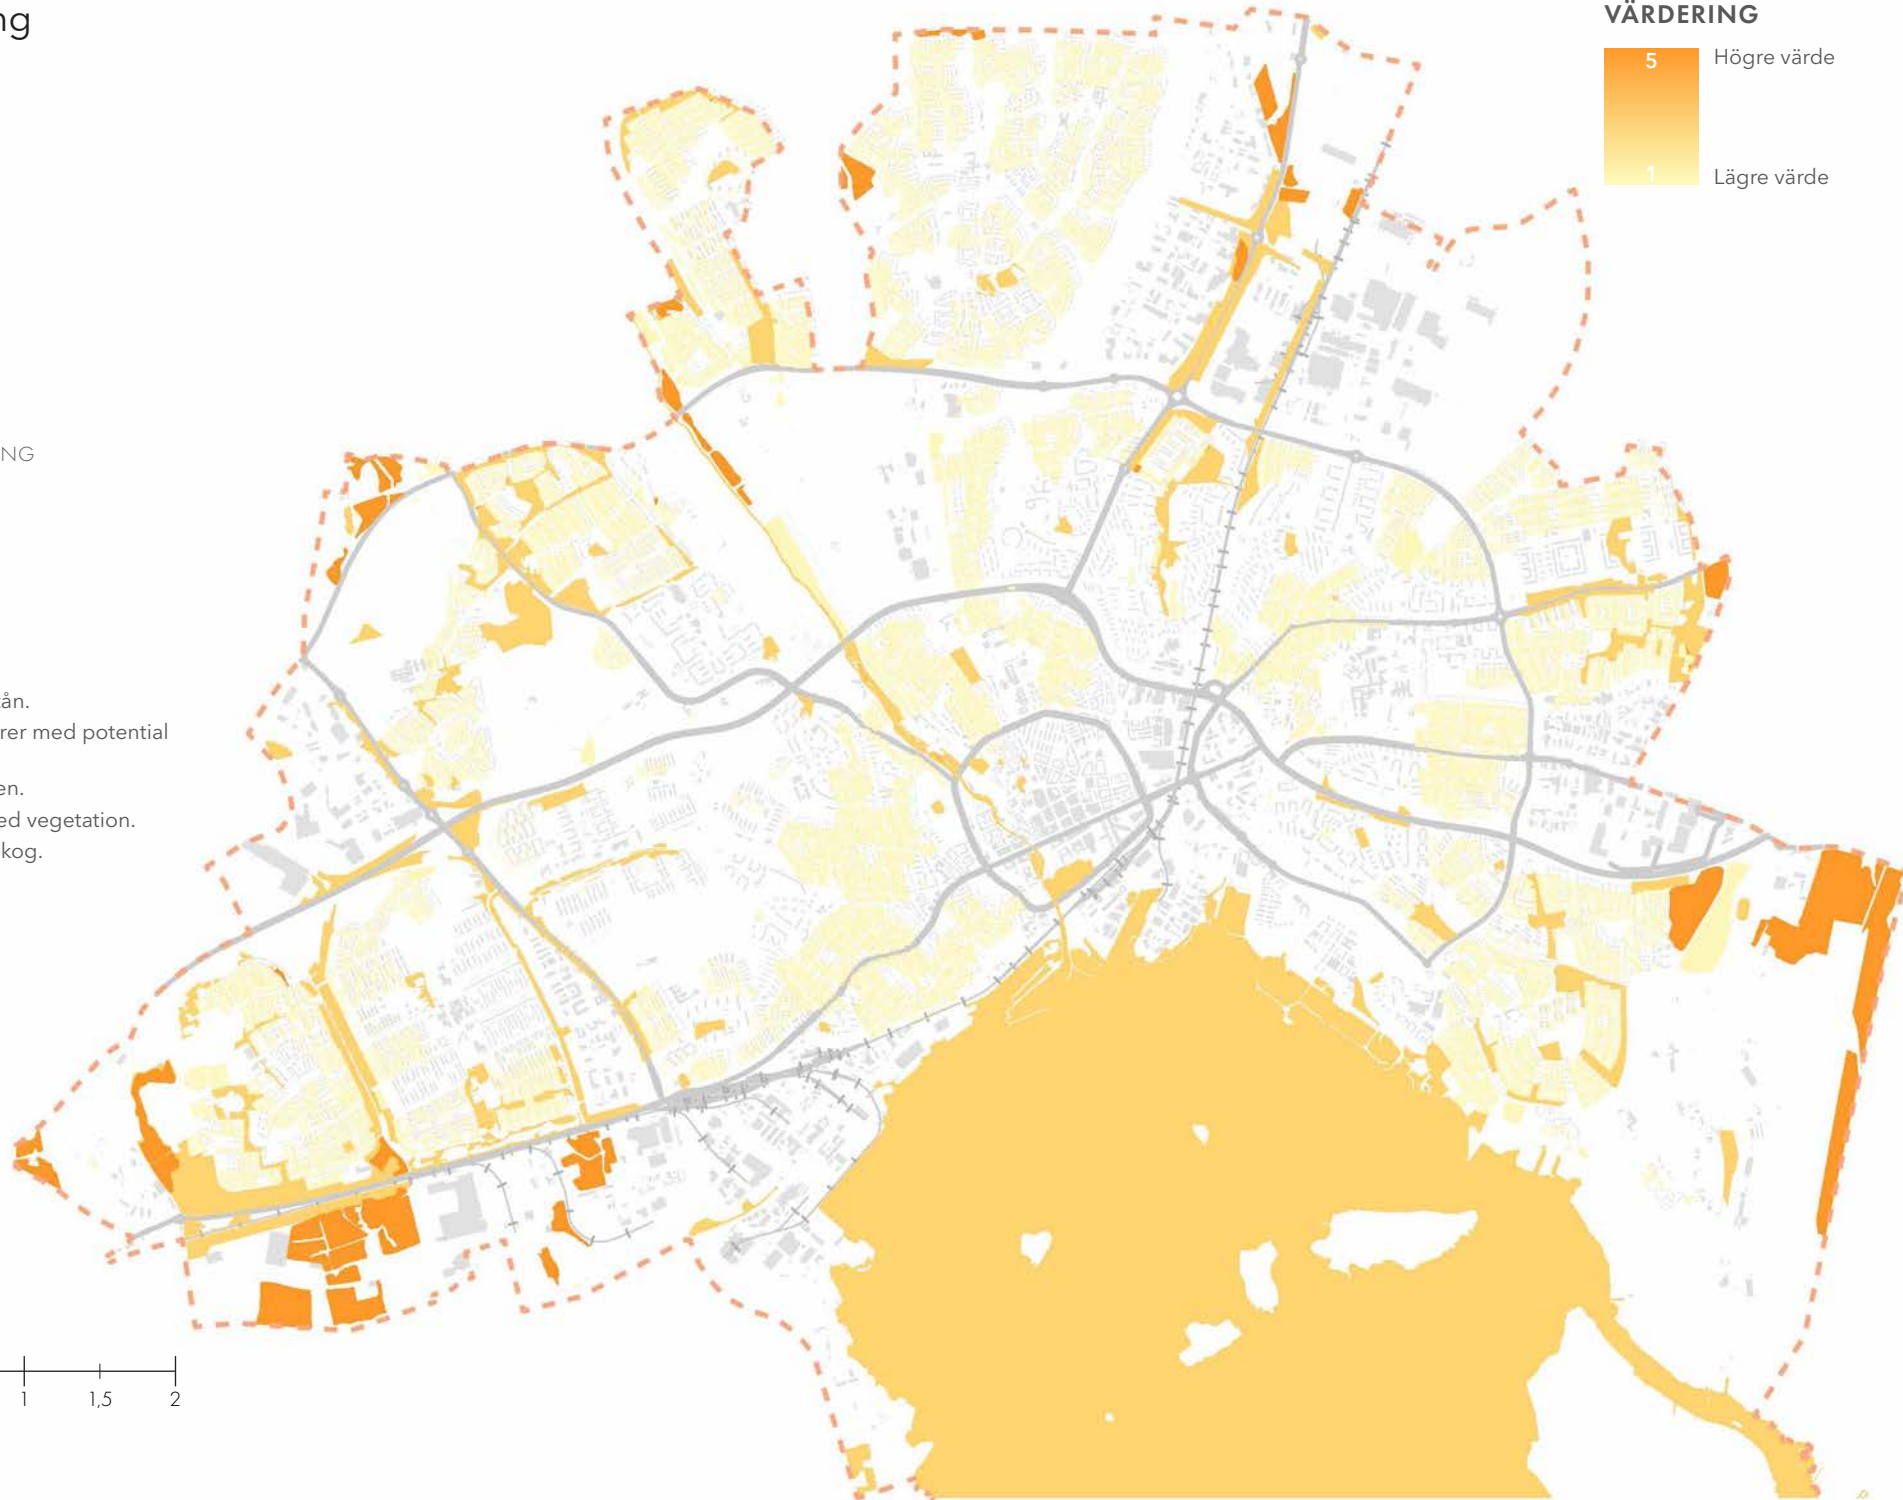 ng
VÄRDERING
5
Högre värde
1
Lägre värde
NG
tån.
rer med potential
en.
ed vegetation.
kog.
1
1,5
2